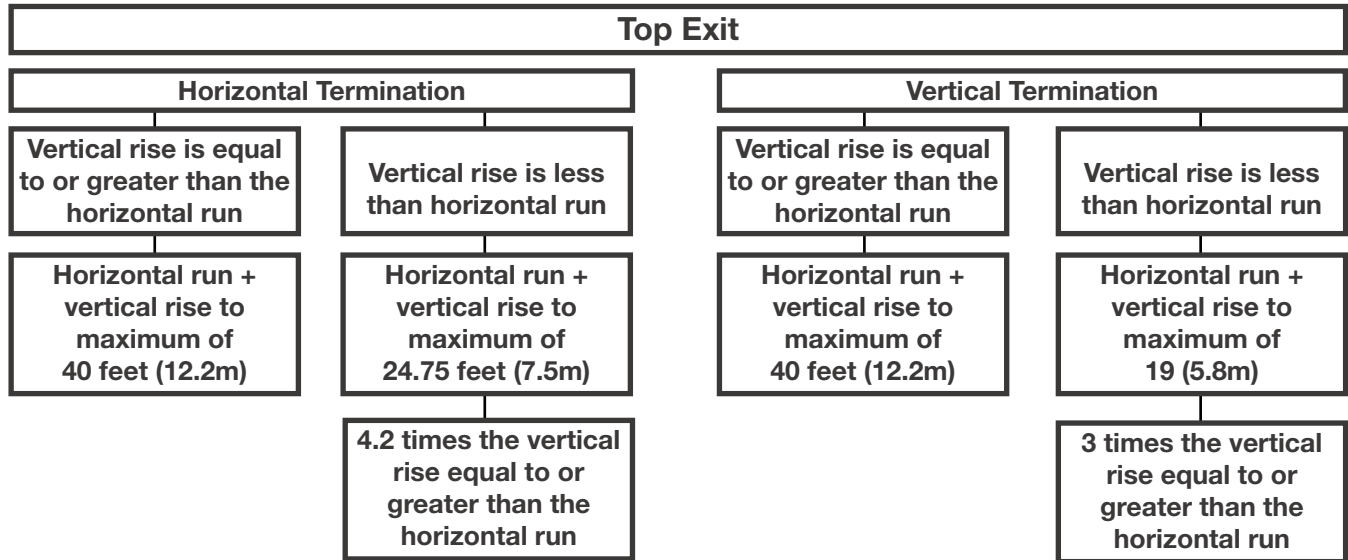 Top Exit
Horizontal Termination
Vertical rise is equal
to or greater than the
horizontal run
Horizontal run +
vertical rise to
maximum of
40 feet (12.2m)
Vertical rise is less
than horizontal run
Horizontal run +
vertical rise to
maximum of
24.75 feet (7.5m)
4.2 times the vertical
rise equal to or
greater than the
horizontal run
Vertical Termination
Vertical rise is equal
to or greater than the
horizontal run
Horizontal run +
vertical rise to
maximum of
40 feet (12.2m)
Vertical rise is less
than horizontal run
Horizontal run +
vertical rise to
maximum of
19 (5.8m)
3 times the vertical
rise equal to or
greater than the
horizontal run